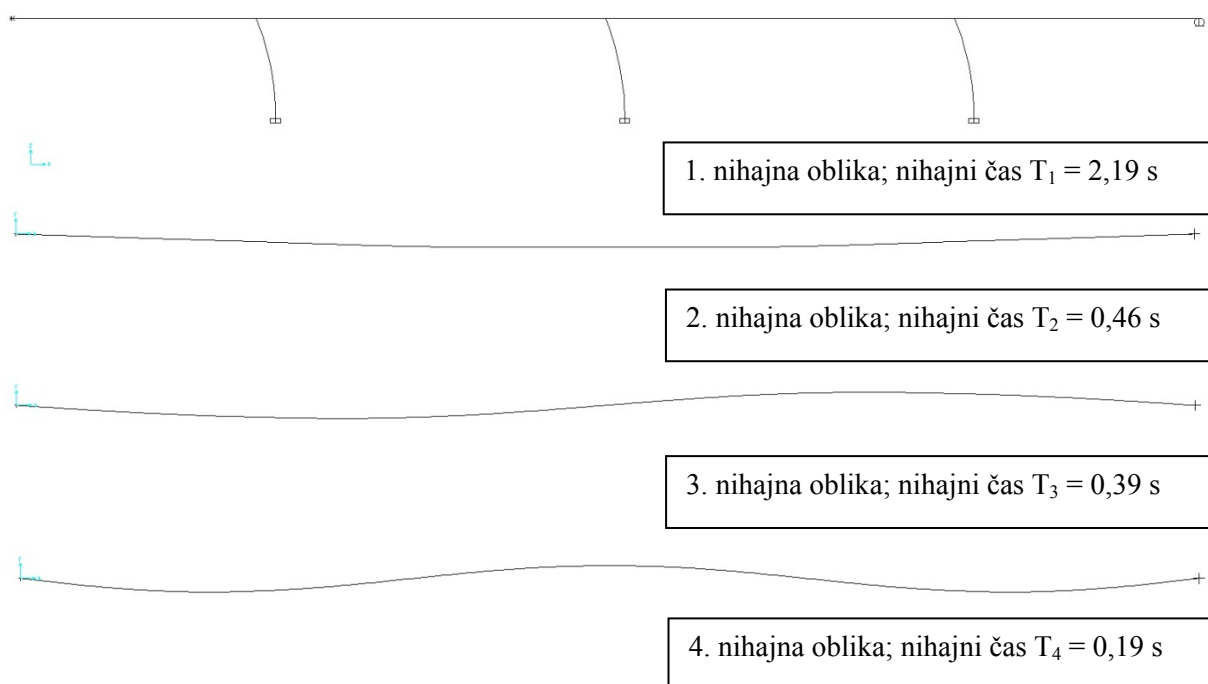 1. nihajna oblika; nihajni čas T₁ = 2,19 s
2. nihajna oblika; nihajni čas T₂ = 0,46 s
3. nihajna oblika; nihajni čas T₃ = 0,39 s
4. nihajna oblika; nihajni čas T₄ = 0,19 s